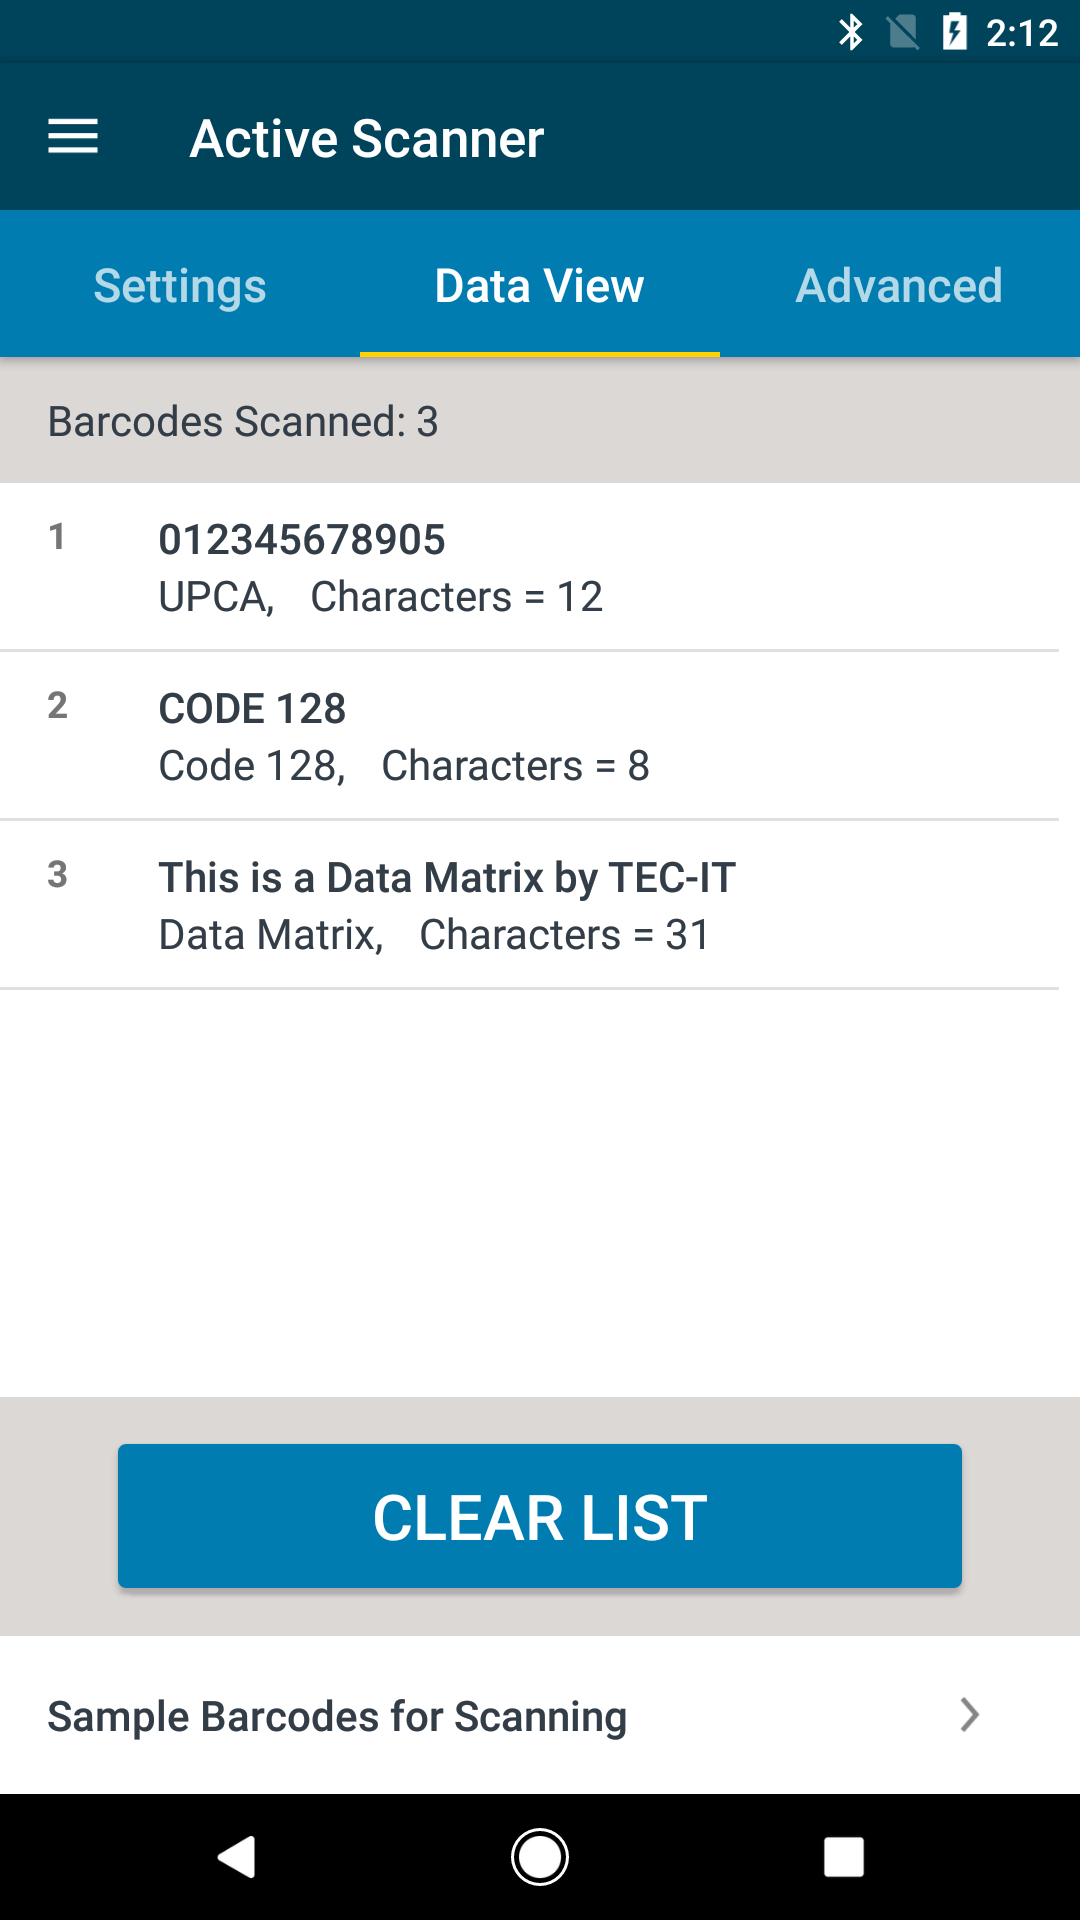 2:12
Active Scanner
Settings Data View Advanced
Barcodes Scanned: 3
1 012345678905
UPCA, Characters = 12
2 CODE 128
Code 128, Characters = 8
3 This is a Data Matrix by TEC-IT
Data Matrix, Characters = 31
CLEAR LIST
Sample Barcodes for Scanning